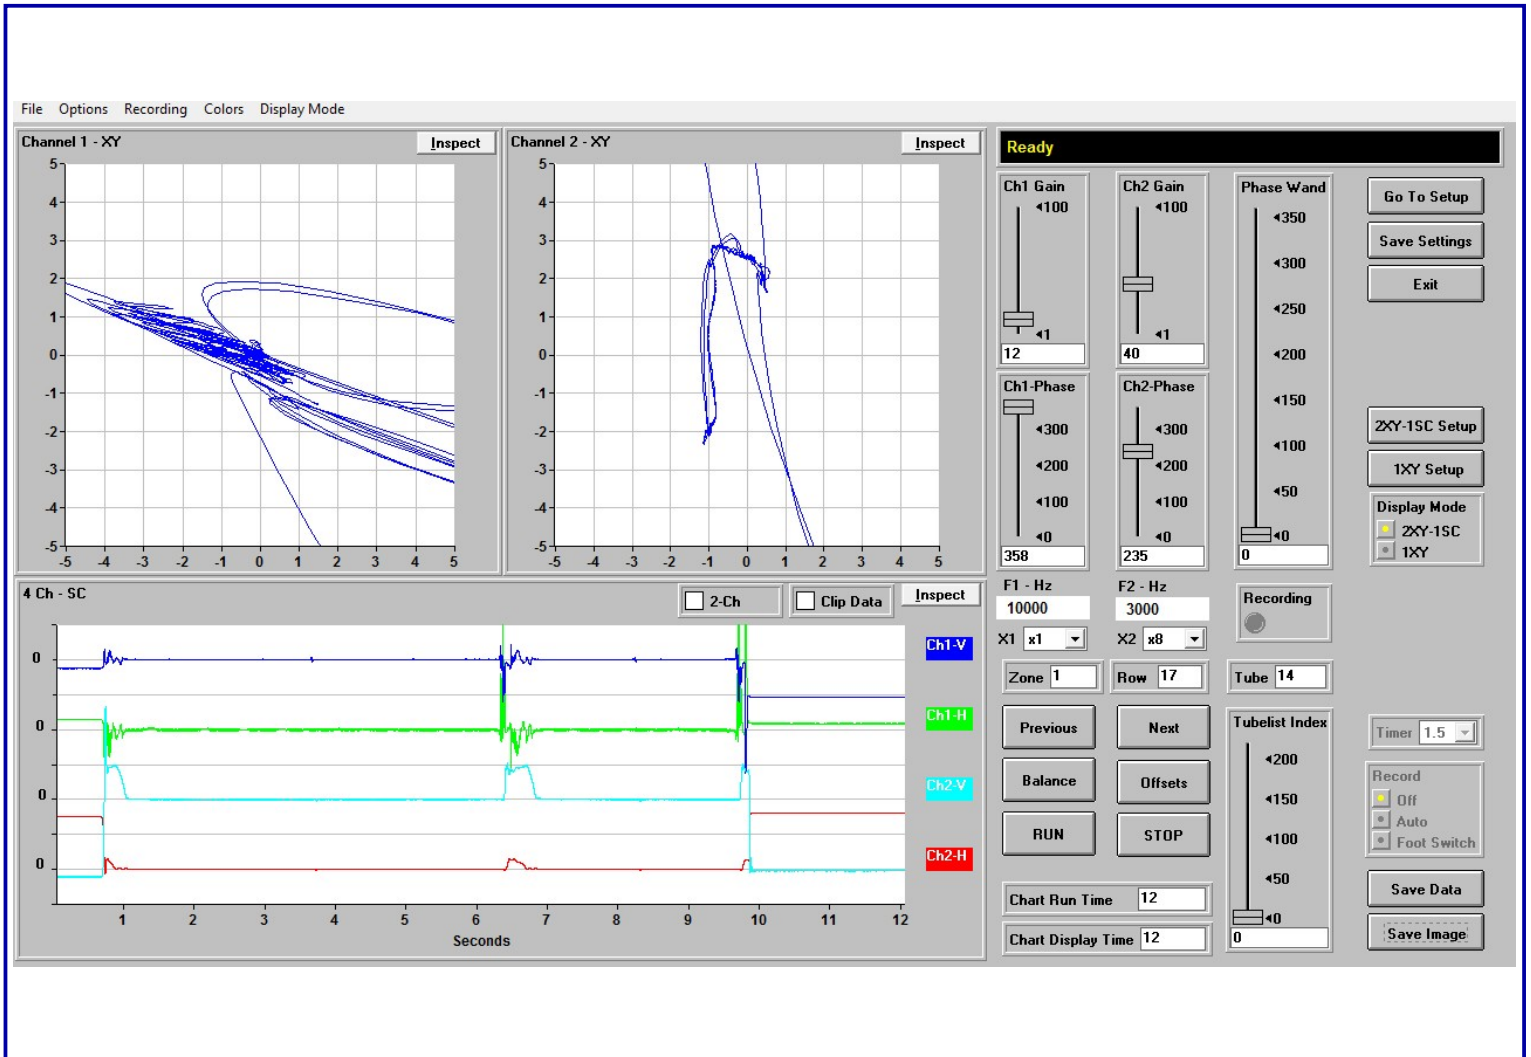 File Options Recording Colors Display Mode
Channel 1 - XY
Inspect
5
4
3
2
1
0
-1
-2
-3
-4
-5
-5 -4 -3 -2 -1 0 1 2 3 4 5
Channel 2 - XY
Inspect
5
4
3
2
1
0
-1
-2
-3
-4
-5
-5 -4 -3 -2 -1 0 1 2 3 4 5
4 Ch - SC
2-Ch
Clip Data
Inspect
0
0
0
0
Ch1-V
Ch1-H
Ch2-V
Ch2-H
1 2 3 4 5 6 7 8 9 10 11 12
Seconds
Ready
Ch1 Gain
100
1
12
Ch2 Gain
100
1
40
Phase Wand
350
300
250
200
150
100
50
0
0
Ch1-Phase
300
200
100
0
358
Ch2-Phase
300
200
100
0
235
Go To Setup
Save Settings
Exit
2XY-1SC Setup
1XY Setup
Display Mode
2XY-1SC
1XY
F1 - Hz
10000
F2 - Hz
3000
Recording
X1 x1
X2 x8
Zone 1
Row 17
Tube 14
Previous
Next
Balance
Offsets
RUN
STOP
Tubelist Index
200
150
100
50
0
0
Timer 1.5
Record
Off
Auto
Foot Switch
Chart Run Time 12
Chart Display Time 12
Save Data
Save Image